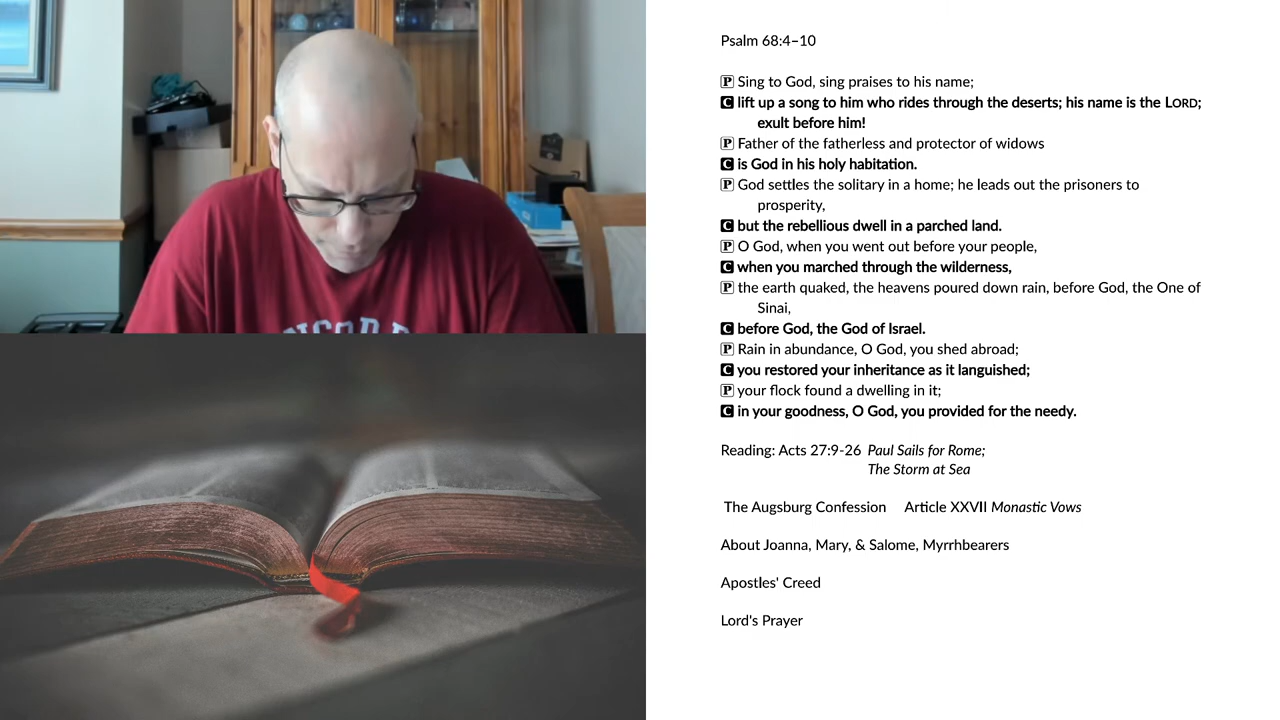 Psalm 68:4–10
P Sing to God, sing praises to his name;
C lift up a song to him who rides through the deserts; his name is the LORD;
exult before him!
P Father of the fatherless and protector of widows
C is God in his holy habitation.
P God settles the solitary in a home; he leads out the prisoners to
prosperity,
C but the rebellious dwell in a parched land.
P O God, when you went out before your people,
C when you marched through the wilderness,
P the earth quaked, the heavens poured down rain, before God, the One of
Sinai,
C before God, the God of Israel.
P Rain in abundance, O God, you shed abroad;
C you restored your inheritance as it languished;
P your flock found a dwelling in it;
C in your goodness, O God, you provided for the needy.
Reading: Acts 27:9-26 Paul Sails for Rome;
The Storm at Sea
The Augsburg Confession Article XXVII Monastic Vows
About Joanna, Mary, & Salome, Myrrhbearers
Apostles' Creed
Lord's Prayer